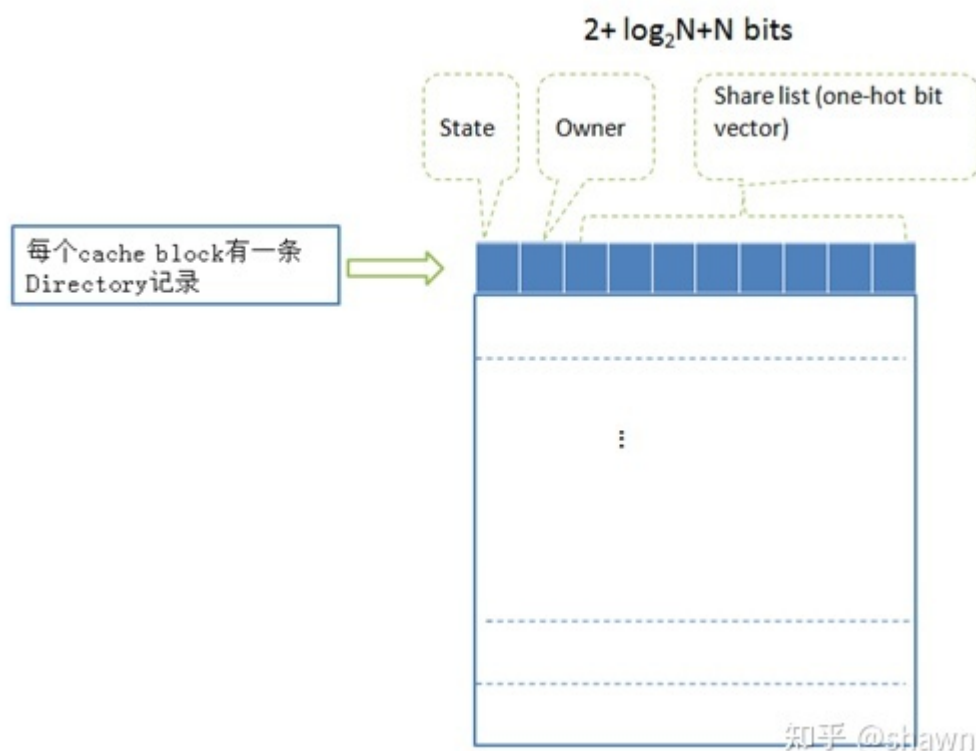 2+ log₂N+N bits
State
Owner
Share list (one-hot bit
vector)
每个cache block有一条
Directory记录
⋮
知乎 @shawn